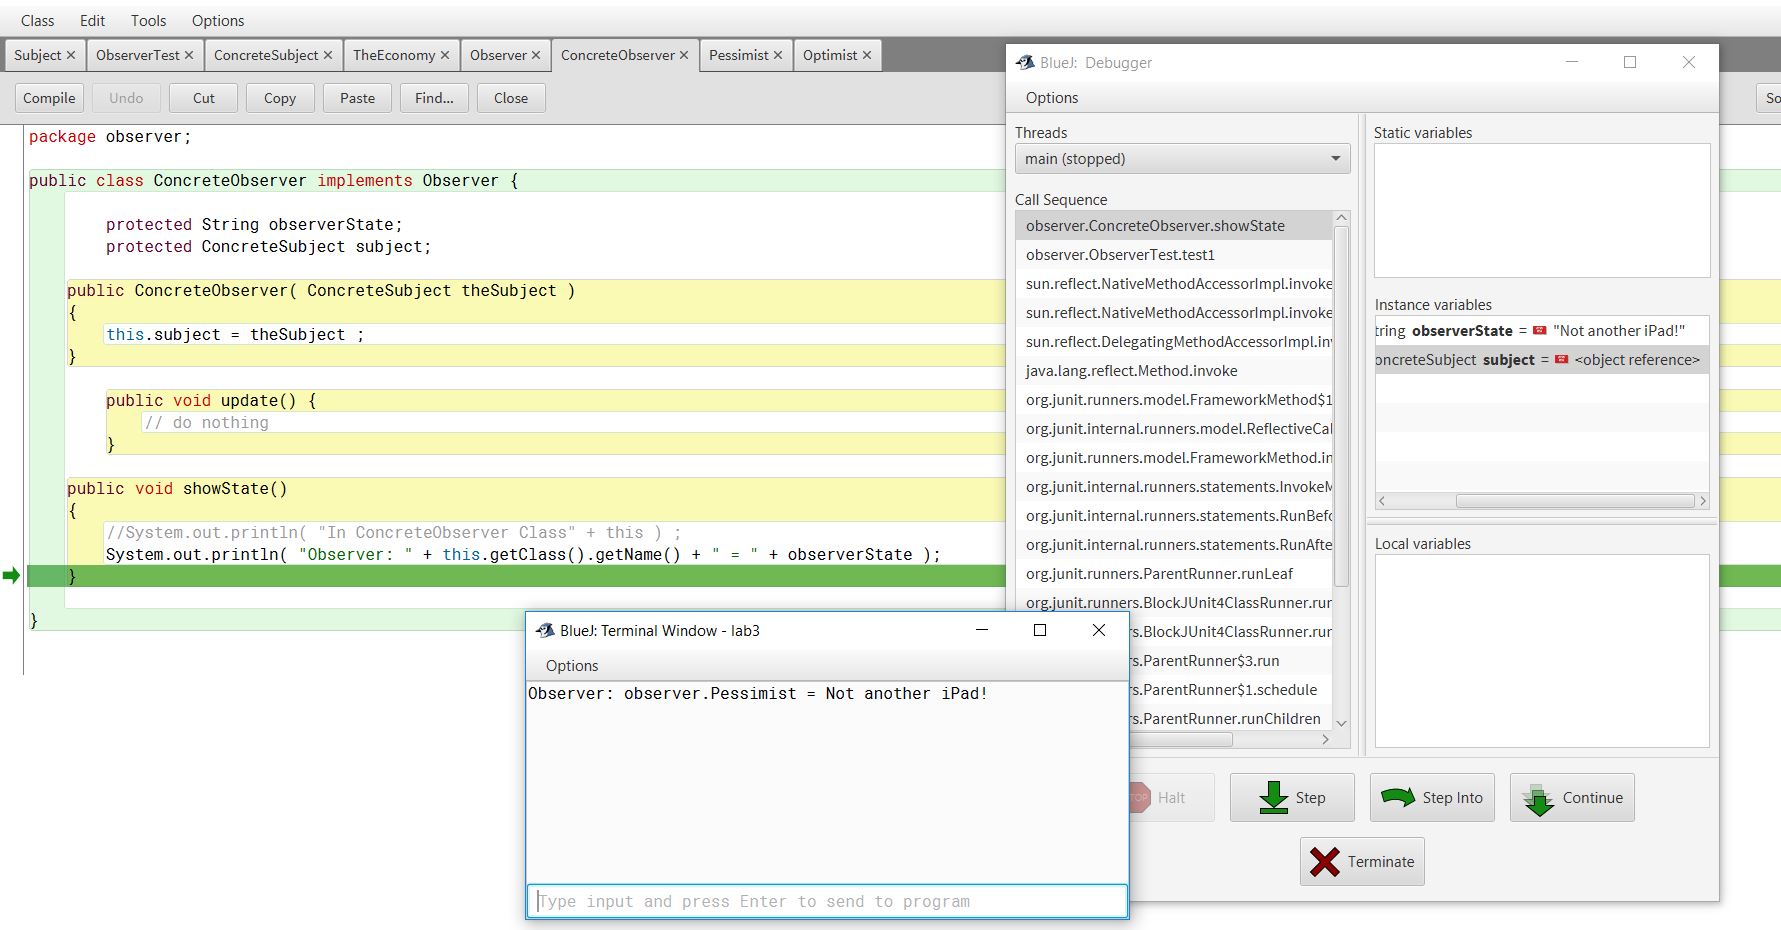 Class Edit Tools Options
Subject × ObserverTest × ConcreteSubject × TheEconomy × Observer × ConcreteObserver × Pessimist × Optimist ×
Compile Undo Cut Copy Paste Find... Close So
package observer;
public class ConcreteObserver implements Observer {
protected String observerState;
protected ConcreteSubject subject;
public ConcreteObserver( ConcreteSubject theSubject )
{
this.subject = theSubject ;
}
public void update() {
// do nothing
}
public void showState()
{
//System.out.println( "In ConcreteObserver Class" + this ) ;
System.out.println( "Observer: " + this.getClass().getName() + " = " + observerState );
}
}
BlueJ: Debugger
Options
Threads
main (stopped)
Call Sequence
observer.ConcreteObserver.showState
observer.ObserverTest.test1
sun.reflect.NativeMethodAccessorImpl.invoke
sun.reflect.NativeMethodAccessorImpl.invoke
sun.reflect.DelegatingMethodAccessorImpl.in
java.lang.reflect.Method.invoke
org.junit.runners.model.FrameworkMethod$1
org.junit.internal.runners.model.ReflectiveCal
org.junit.runners.model.FrameworkMethod.in
org.junit.internal.runners.statements.InvokeM
org.junit.internal.runners.statements.RunBefo
org.junit.internal.runners.statements.RunAfte
org.junit.runners.ParentRunner.runLeaf
org.junit.runners.BlockJUnit4ClassRunner.run
rs.BlockJUnit4ClassRunner.run
rs.ParentRunner$3.run
rs.ParentRunner$1.schedule
rs.ParentRunner.runChildren
Static variables
Instance variables
tring observerState = "Not another iPad!"
oncreteSubject subject = <object reference>
Local variables
STOP Halt Step Step Into Continue
Terminate
BlueJ: Terminal Window - lab3
Options
Observer: observer.Pessimist = Not another iPad!
Type input and press Enter to send to program